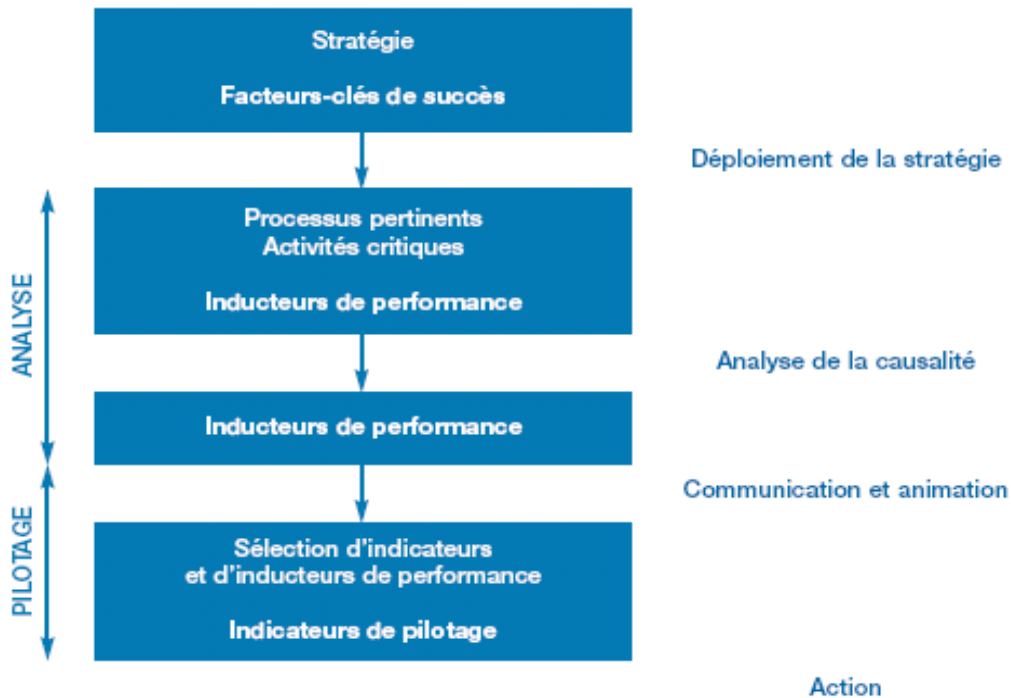 Stratégie
Facteurs-clés de succès
Déploiement de la stratégie
Processus pertinents
Activités critiques
Inducteurs de performance
ANALYSE
Analyse de la causalité
Inducteurs de performance
Communication et animation
PILOTAGE
Sélection d'indicateurs
et d'inducteurs de performance
Indicateurs de pilotage
Action